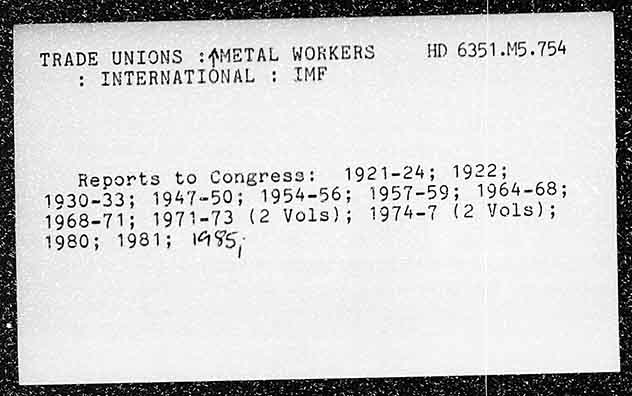 TRADE UNIONS :↑METAL WORKERS HD 6351.M5.754
: INTERNATIONAL : IMF
Reports to Congress: 1921-24; 1922;
1930-33; 1947-50; 1954-56; 1957-59; 1964-68;
1968-71; 1971-73 (2 Vols); 1974-7 (2 Vols);
1980; 1981; 1985;